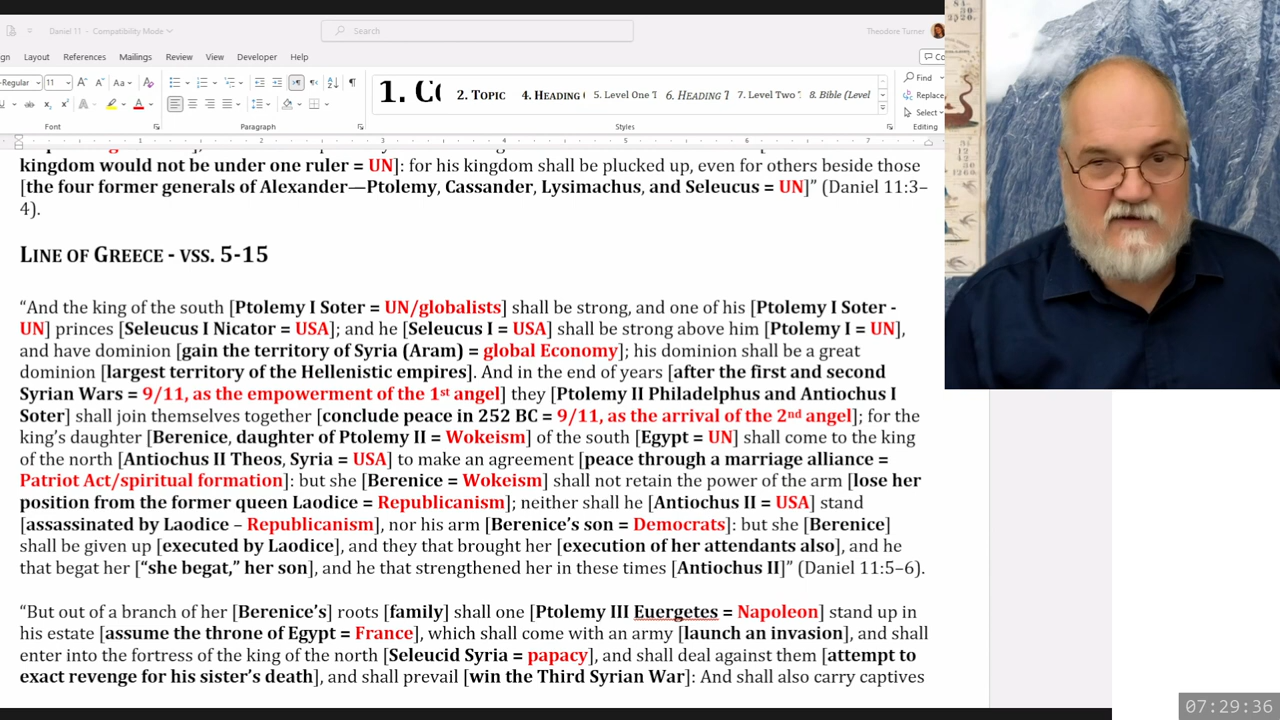 Daniel 11 - Compatibility Mode
Search
Theodore Turner
gn Layout References Mailings Review View Developer Help
Co
-Regular 11 A A Aa A
Find
1. CO 2. TOPIC 4. HEADING 5. Level One T 6. HEADING T 7. Level Two T 8. Bible (Level
Replace
Select
Font Paragraph Styles Editing
1 2 3 4 5 6 7
kingdom would not be under one ruler = UN]: for his kingdom shall be plucked up, even for others beside those
[the four former generals of Alexander—Ptolemy, Cassander, Lysimachus, and Seleucus = UN]” (Daniel 11:3–
4).
LINE OF GREECE - VSS. 5-15
“And the king of the south [Ptolemy I Soter = UN/globalists] shall be strong, and one of his [Ptolemy I Soter -
UN] princes [Seleucus I Nicator = USA]; and he [Seleucus I = USA] shall be strong above him [Ptolemy I = UN],
and have dominion [gain the territory of Syria (Aram) = global Economy]; his dominion shall be a great
dominion [largest territory of the Hellenistic empires]. And in the end of years [after the first and second
Syrian Wars = 9/11, as the empowerment of the 1st angel] they [Ptolemy II Philadelphus and Antiochus I
Soter] shall join themselves together [conclude peace in 252 BC = 9/11, as the arrival of the 2nd angel]; for the
king’s daughter [Berenice, daughter of Ptolemy II = Wokeism] of the south [Egypt = UN] shall come to the king
of the north [Antiochus II Theos, Syria = USA] to make an agreement [peace through a marriage alliance =
Patriot Act/spiritual formation]: but she [Berenice = Wokeism] shall not retain the power of the arm [lose her
position from the former queen Laodice = Republicanism]; neither shall he [Antiochus II = USA] stand
[assassinated by Laodice – Republicanism], nor his arm [Berenice’s son = Democrats]: but she [Berenice]
shall be given up [executed by Laodice], and they that brought her [execution of her attendants also], and he
that begat her [“she begat,” her son], and he that strengthened her in these times [Antiochus II]” (Daniel 11:5–6).
“But out of a branch of her [Berenice’s] roots [family] shall one [Ptolemy III Euergetes = Napoleon] stand up in
his estate [assume the throne of Egypt = France], which shall come with an army [launch an invasion], and shall
enter into the fortress of the king of the north [Seleucid Syria = papacy], and shall deal against them [attempt to
exact revenge for his sister’s death], and shall prevail [win the Third Syrian War]: And shall also carry captives
07:29:36